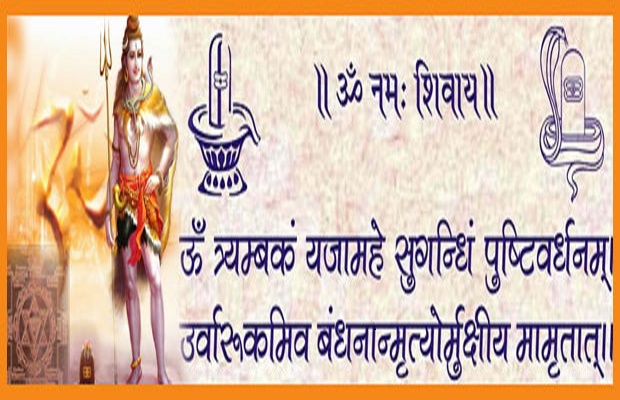 ॥ ॐ नमः शिवाय॥
ॐ त्र्यम्बकं यजामहे सुगन्धिं पुष्टिवर्धनम्।
उर्वारूकमिव बंधनान्मृत्योर्मुक्षीय मामृतात्॥